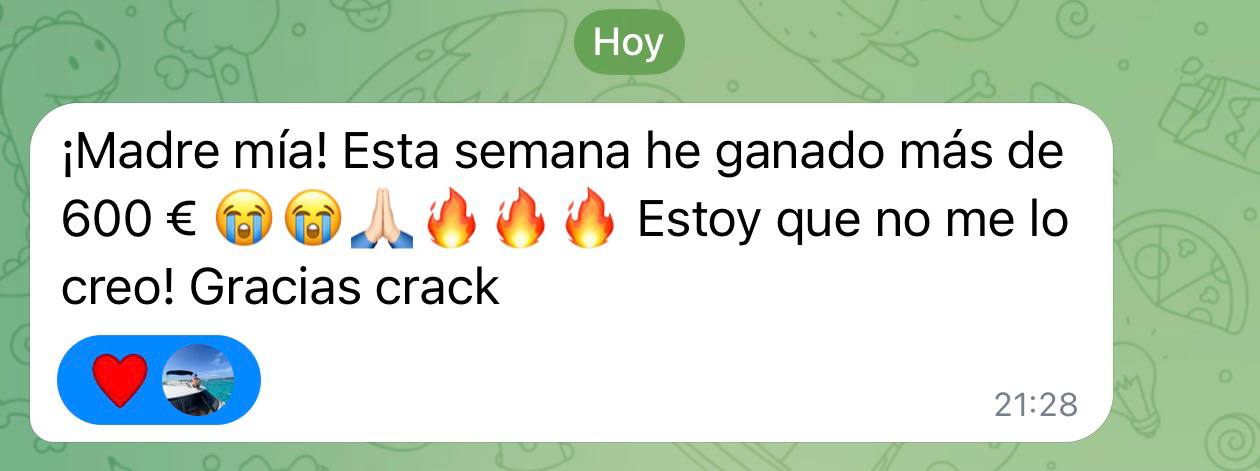 Hoy
¡Madre mía! Esta semana he ganado más de
600 € 😭😭🙏🏻🔥🔥🔥 Estoy que no me lo
creo! Gracias crack
❤️
21:28